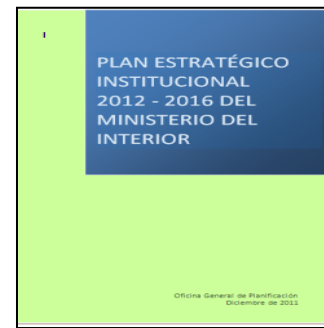 PLAN ESTRATÉGICO
INSTITUCIONAL
2012 - 2016 DEL
MINISTERIO DEL
INTERIOR
Oficina General de Planificación
Diciembre de 2011